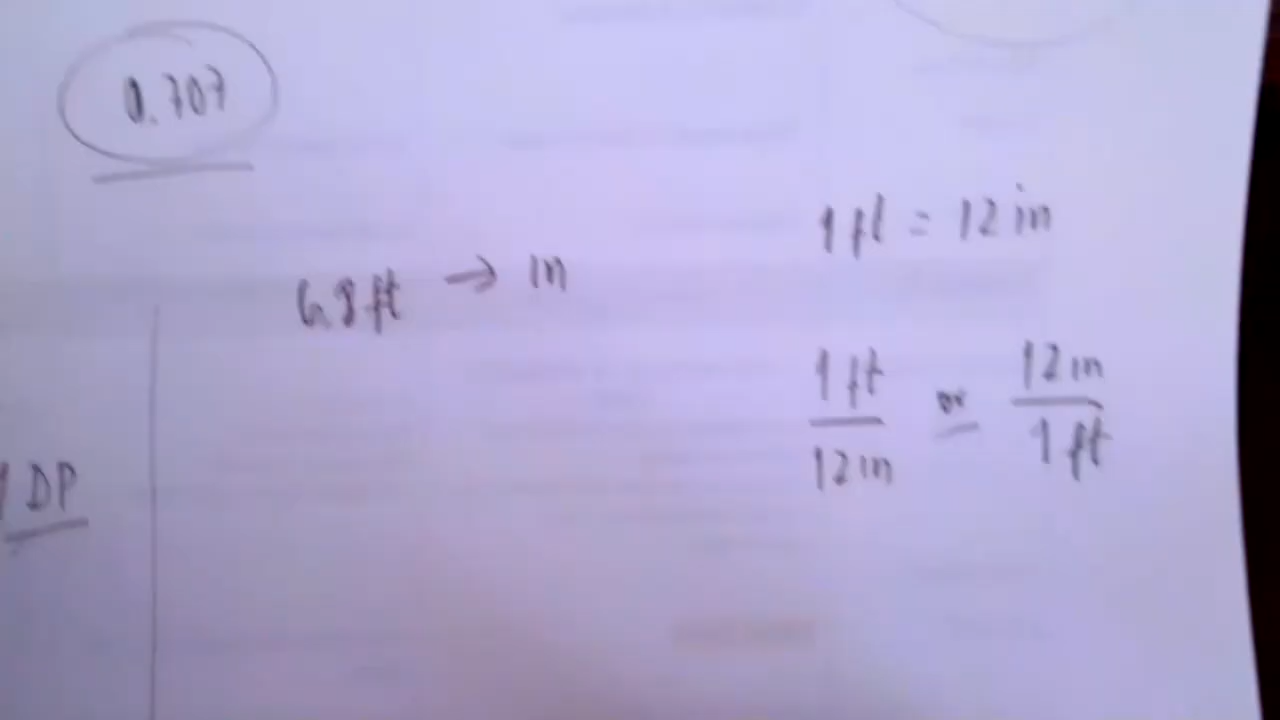 0.707
1 ft = 12 in
6.8 ft → in
1 ft / 12 in or 12 in / 1 ft
1 DP